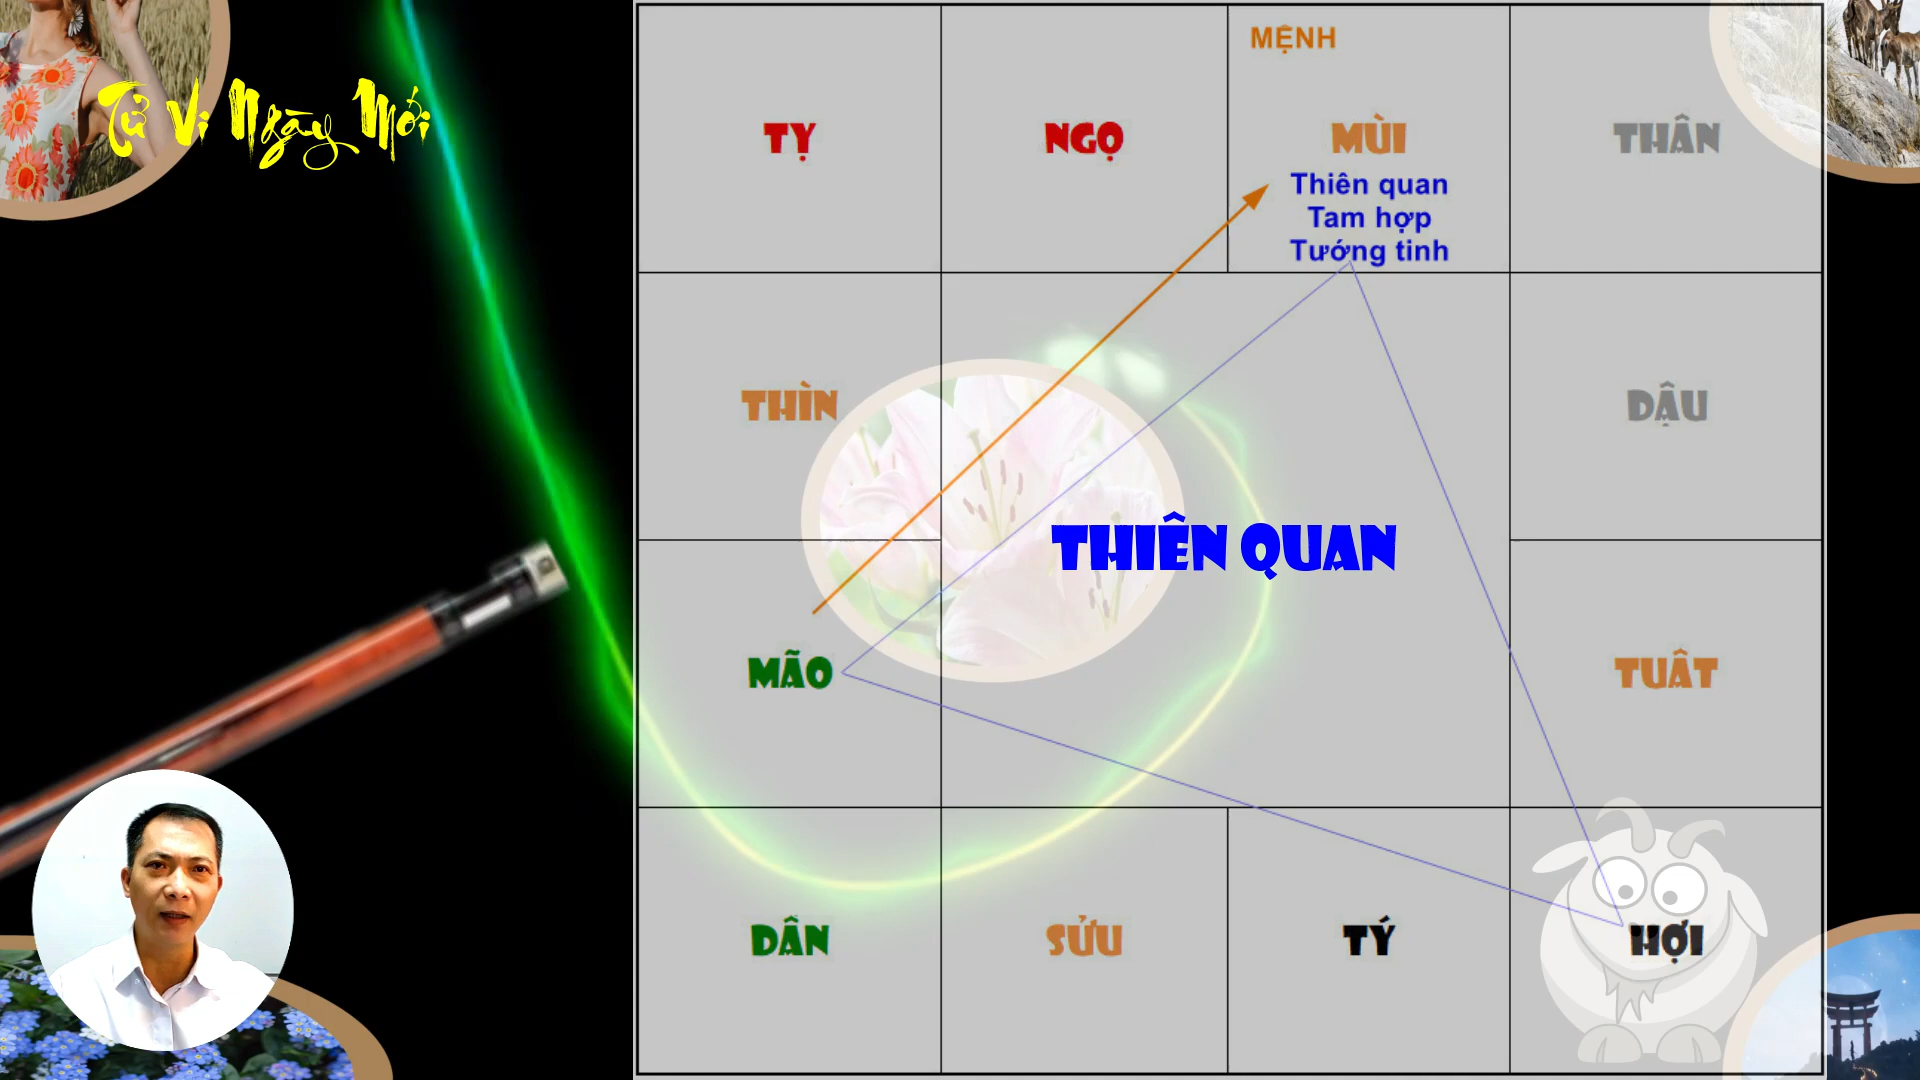 Tử Vi Ngày Mới
MỆNH
TỴ
NGỌ
MÙI
THÂN
Thiên quan
Tam hợp
Tướng tinh
THÌN
DẬU
THIÊN QUAN
MÃO
TUẤT
DẦN
SỬU
TÝ
HỢI